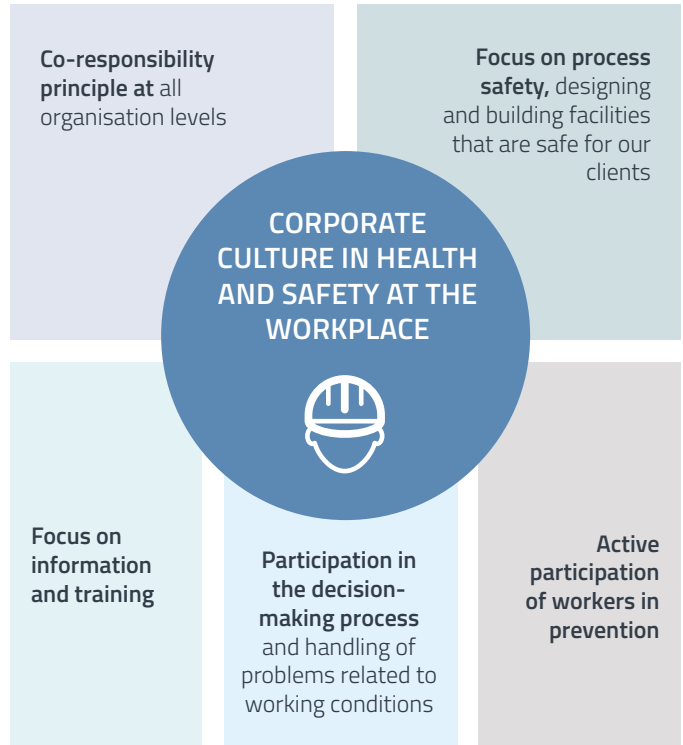 Co-responsibility
principle at all
organisation levels
Focus on process
safety, designing
and building facilities
that are safe for our
clients
CORPORATE
CULTURE IN HEALTH
AND SAFETY AT THE
WORKPLACE
Focus on
information
and training
Participation in
the decision-
making process
and handling of
problems related to
working conditions
Active
participation
of workers in
prevention